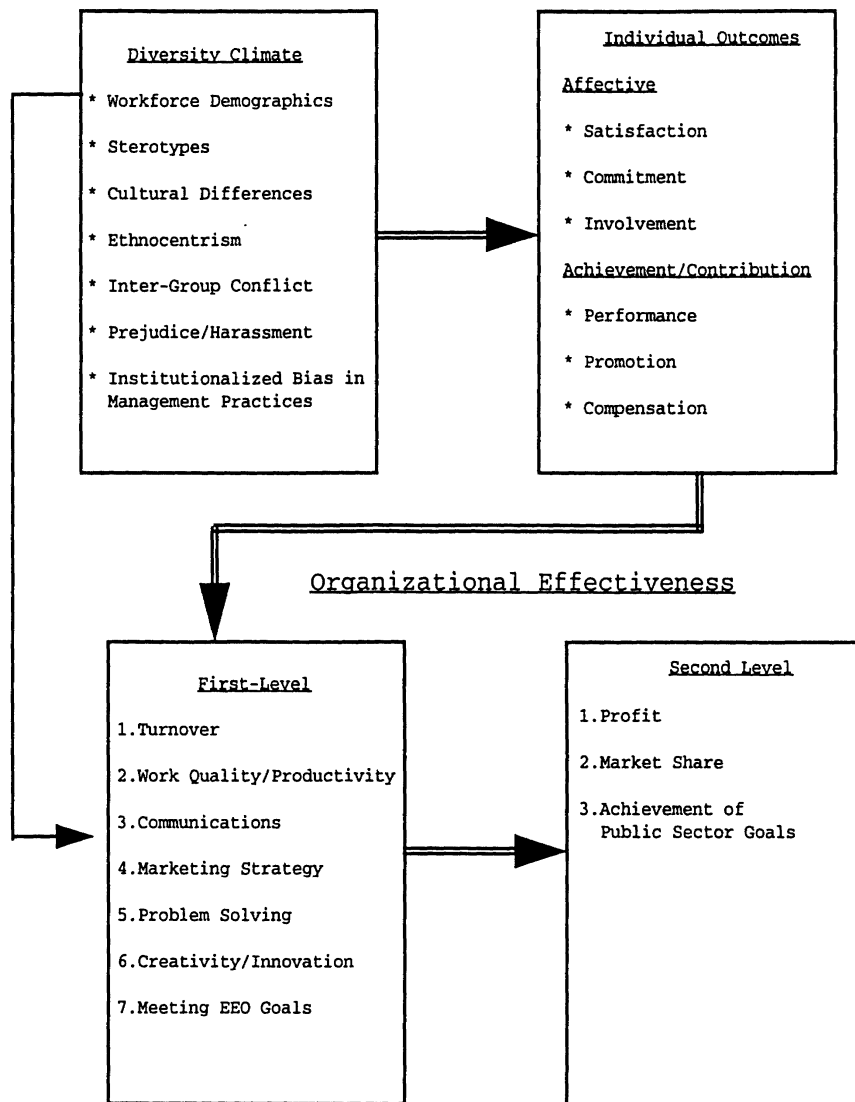 Diversity Climate
* Workforce Demographics
* Sterotypes
* Cultural Differences
* Ethnocentrism
* Inter-Group Conflict
* Prejudice/Harassment
* Institutionalized Bias in
Management Practices
Individual Outcomes
Affective
* Satisfaction
* Commitment
* Involvement
Achievement/Contribution
* Performance
* Promotion
* Compensation
Organizational Effectiveness
First-Level
1.Turnover
2.Work Quality/Productivity
3.Communications
4.Marketing Strategy
5.Problem Solving
6.Creativity/Innovation
7.Meeting EEO Goals
Second Level
1.Profit
2.Market Share
3.Achievement of
Public Sector Goals